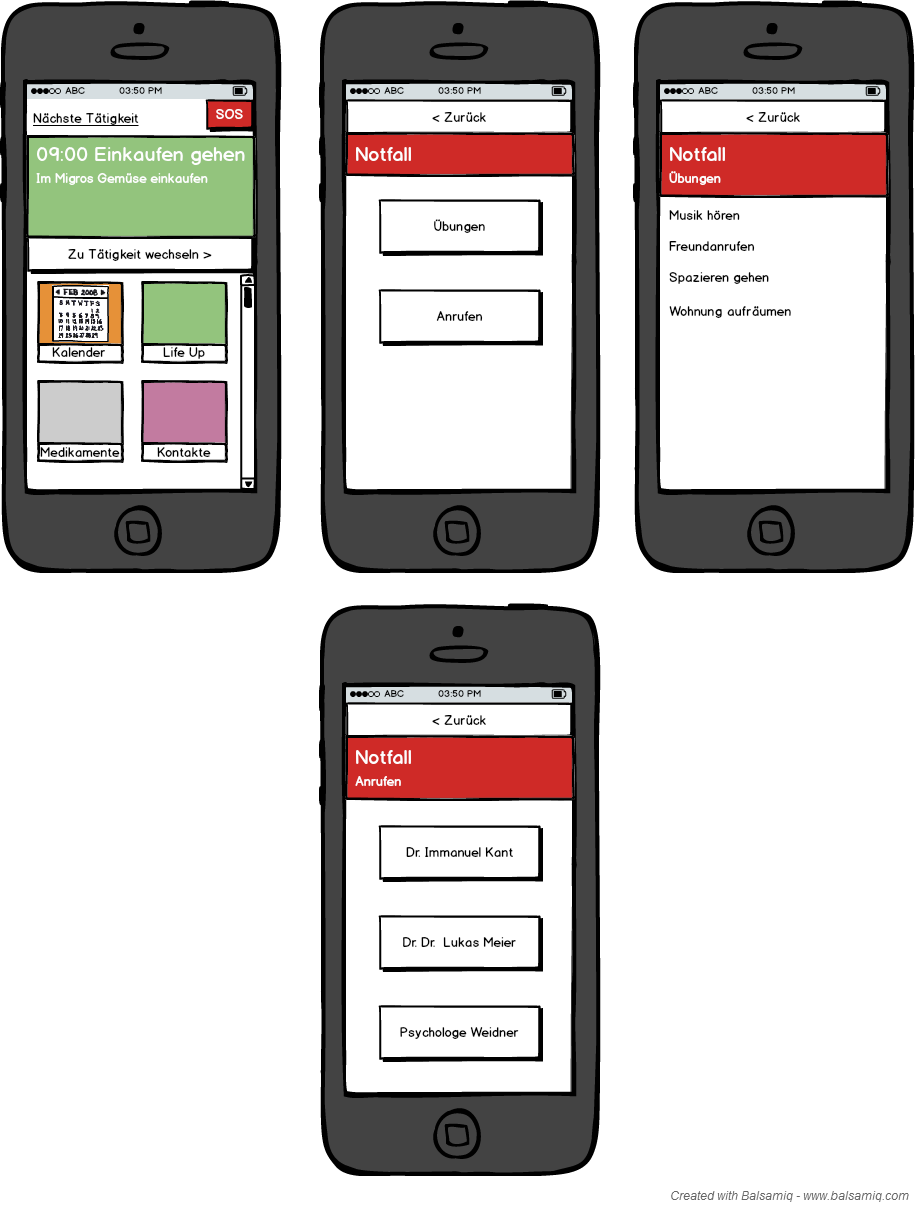 ABC 03:50 PM
Nächste Tätigkeit
SOS
09:00 Einkaufen gehen
Im Migros Gemüse einkaufen
Zu Tätigkeit wechseln >
FEB 2008
S M T W T F S
Kalender
Life Up
Medikamente
Kontakte
ABC 03:50 PM
< Zurück
Notfall
Übungen
Anrufen
ABC 03:50 PM
< Zurück
Notfall
Übungen
Musik hören
Freundanrufen
Spazieren gehen
Wohnung aufräumen
ABC 03:50 PM
< Zurück
Notfall
Anrufen
Dr. Immanuel Kant
Dr. Dr. Lukas Meier
Psychologe Weidner
Created with Balsamiq - www.balsamiq.com